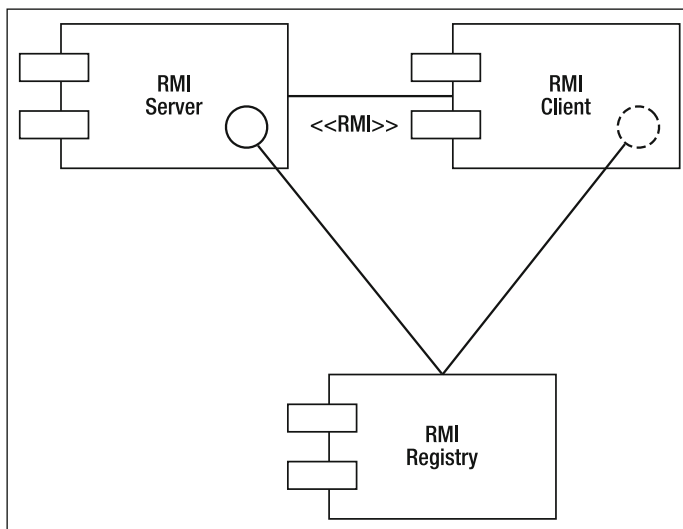 RMI
Server
<<RMI>>
RMI
Client
RMI
Registry